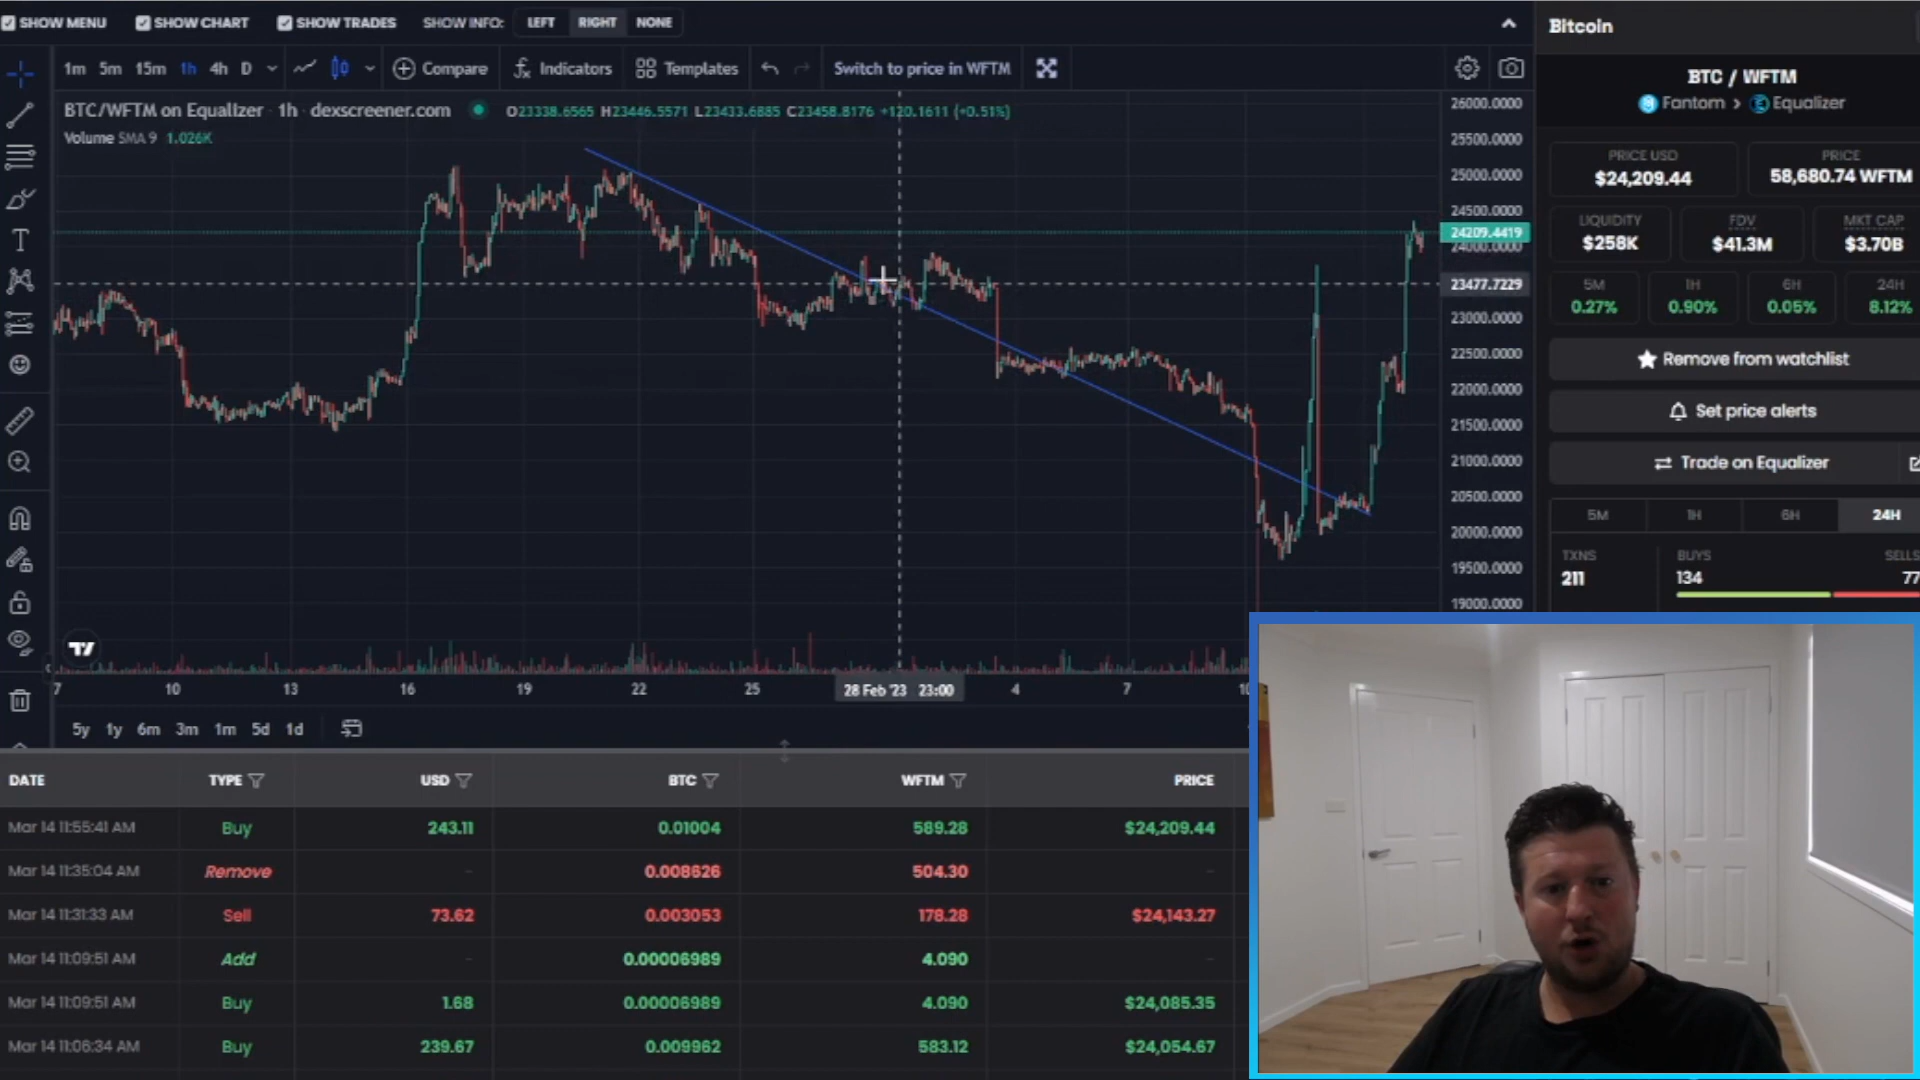 SHOW MENU SHOW CHART SHOW TRADES SHOW INFO: LEFT RIGHT NONE
1m 5m 15m 1h 4h D Compare Indicators Templates Switch to price in WFTM
BTC/WFTM on Equalizer · 1h · dexscreener.com O23338.6565 H23446.5571 L23433.6885 C23458.8176 +120.1611 (+0.51%)
Volume SMA 9 1.026K
26000.0000
25500.0000
25000.0000
24500.0000
24209.4419
24000.0000
23477.7229
23000.0000
22500.0000
22000.0000
21500.0000
21000.0000
20500.0000
20000.0000
19500.0000
19000.0000
7 10 13 16 19 22 25 28 Feb '23 23:00 4 7
5y 1y 6m 3m 1m 5d 1d
Bitcoin
BTC / WFTM
Fantom > Equalizer
PRICE USD PRICE
$24,209.44 58,680.74 WFTM
LIQUIDITY FDV MKT CAP
$258K $41.3M $3.70B
5M 1H 6H 24H
0.27% 0.90% 0.05% 8.12%
Remove from watchlist
Set price alerts
Trade on Equalizer
5M 1H 6H 24H
TXNS BUYS SELLS
211 134 77
DATE TYPE USD BTC WFTM PRICE
Mar 14 11:55:41 AM Buy 243.11 0.01004 589.28 $24,209.44
Mar 14 11:35:04 AM Remove - 0.008626 504.30 -
Mar 14 11:31:33 AM Sell 73.62 0.003053 178.28 $24,143.27
Mar 14 11:09:51 AM Add - 0.00006989 4.090 -
Mar 14 11:09:51 AM Buy 1.68 0.00006989 4.090 $24,085.35
Mar 14 11:06:34 AM Buy 239.67 0.009962 583.12 $24,054.67